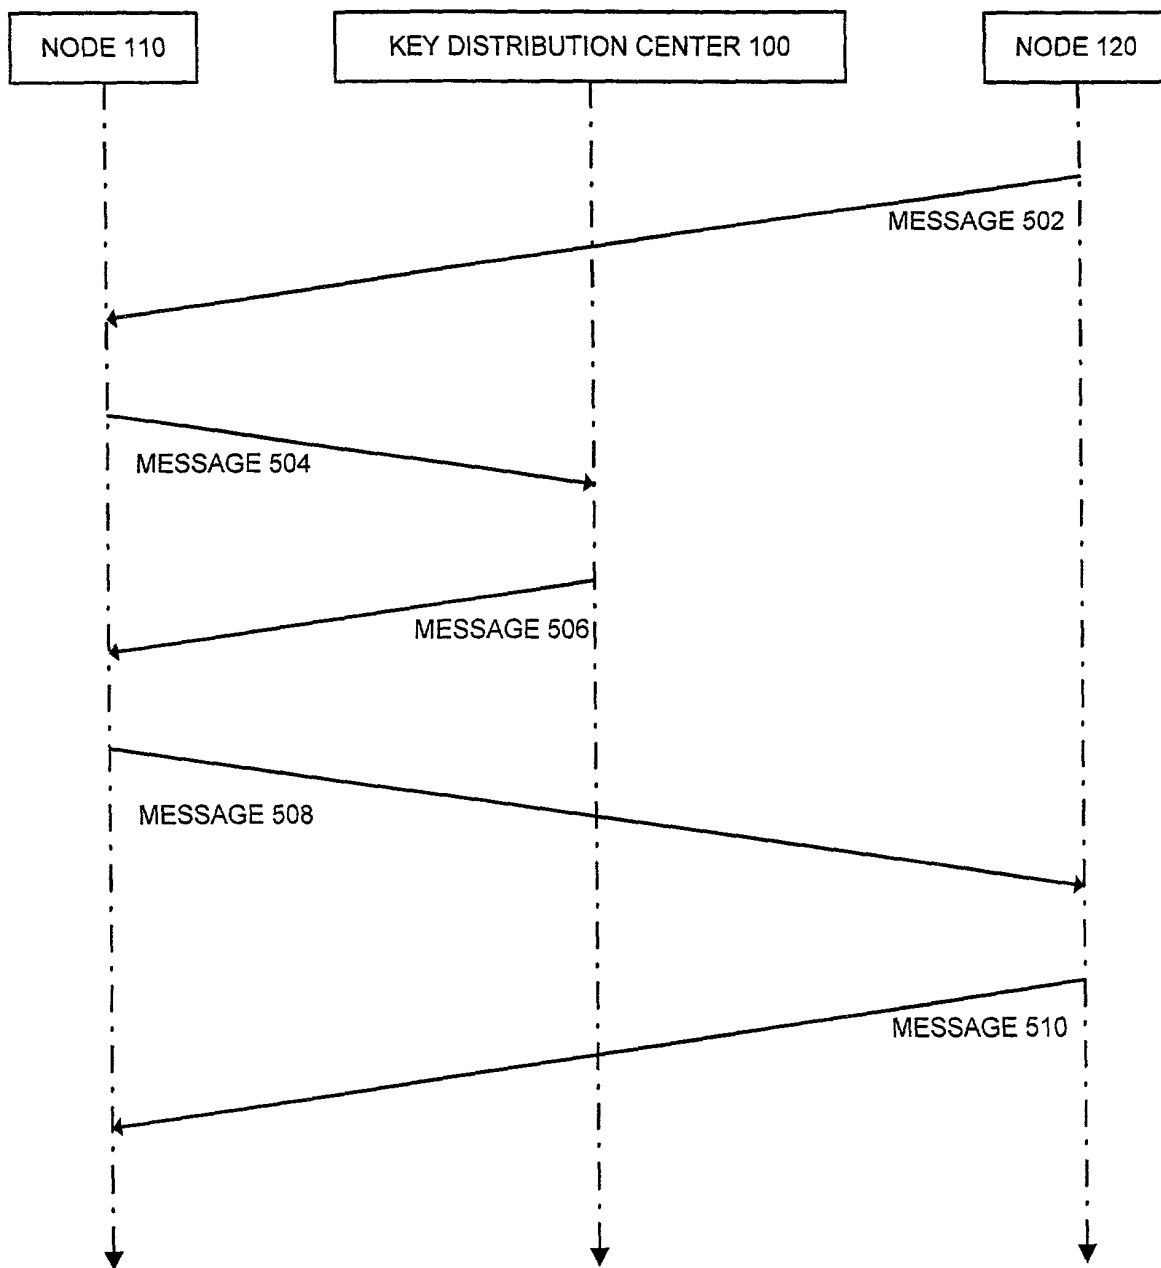 NODE 110
KEY DISTRIBUTION CENTER 100
NODE 120
MESSAGE 502
MESSAGE 504
MESSAGE 506
MESSAGE 508
MESSAGE 510